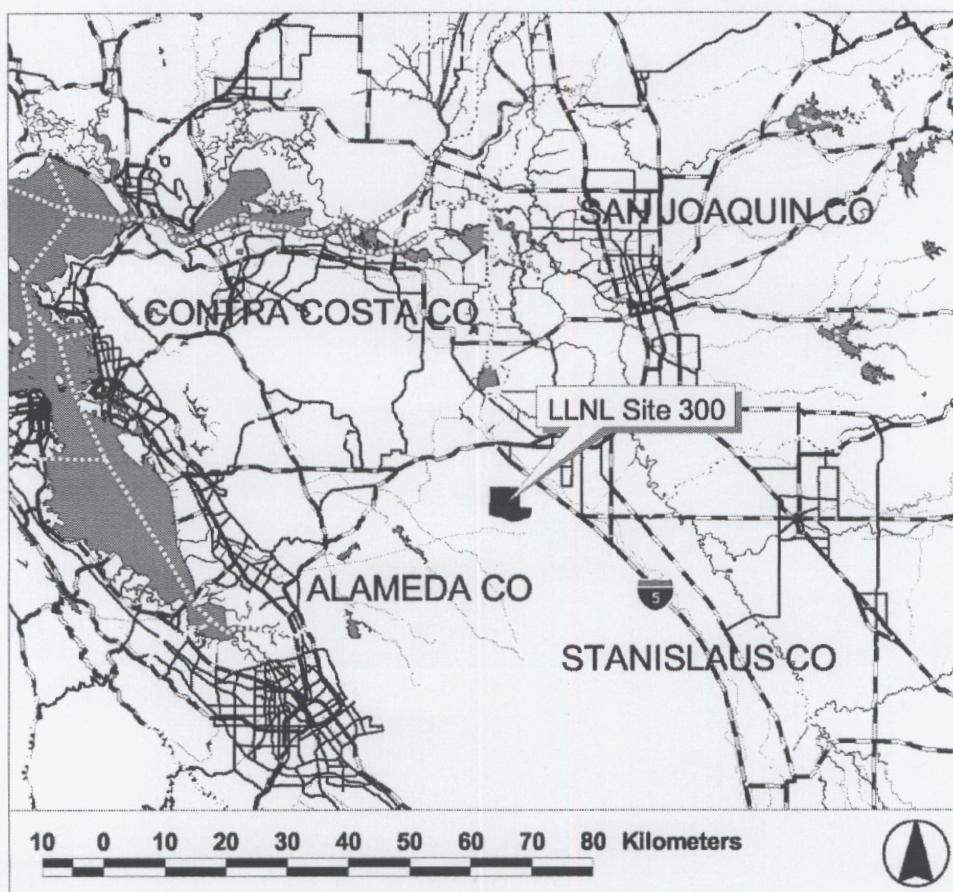 SAN JOAQUIN CO
CONTRA COSTA CO
LLNL Site 300
ALAMEDA CO
5
STANISLAUS CO
10 0 10 20 30 40 50 60 70 80 Kilometers